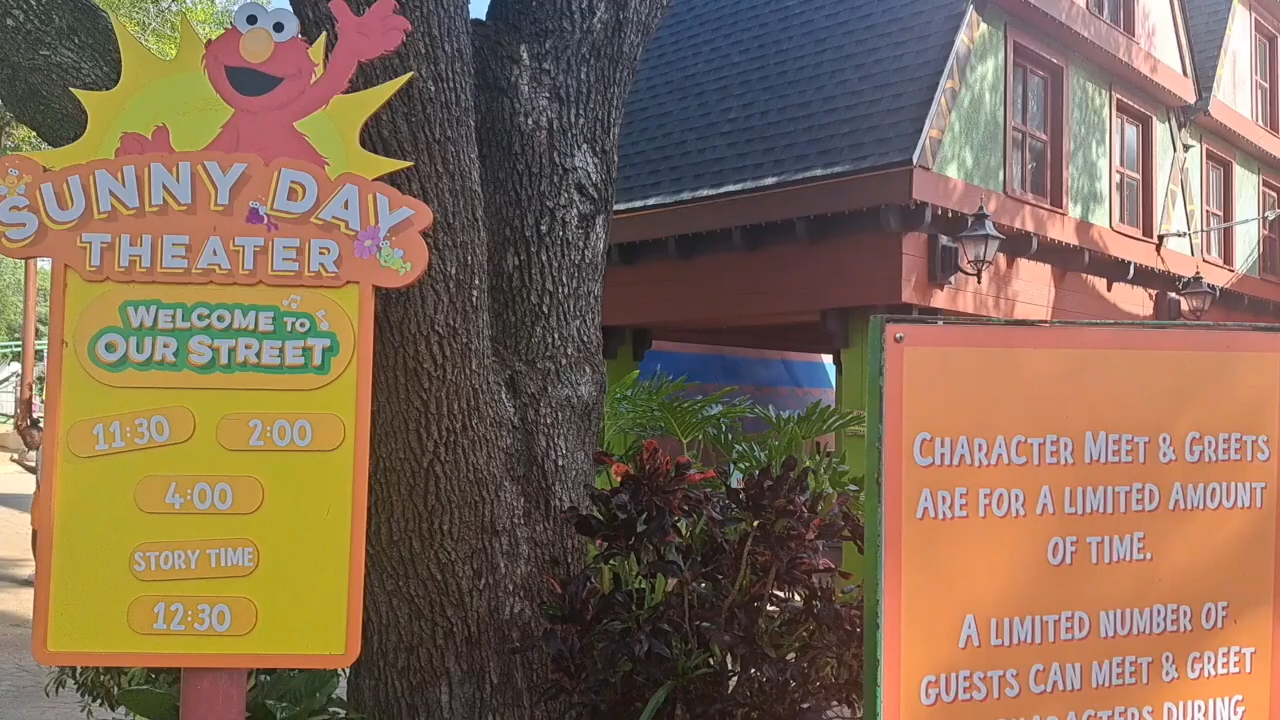 SUNNY DAY
THEATER
WELCOME TO
OUR STREET
11:30
2:00
4:00
STORY TIME
12:30
CHARACTER MEET & GREETS
ARE FOR A LIMITED AMOUNT
OF TIME.
A LIMITED NUMBER OF
GUESTS CAN MEET & GREET
CHARACTERS DURING